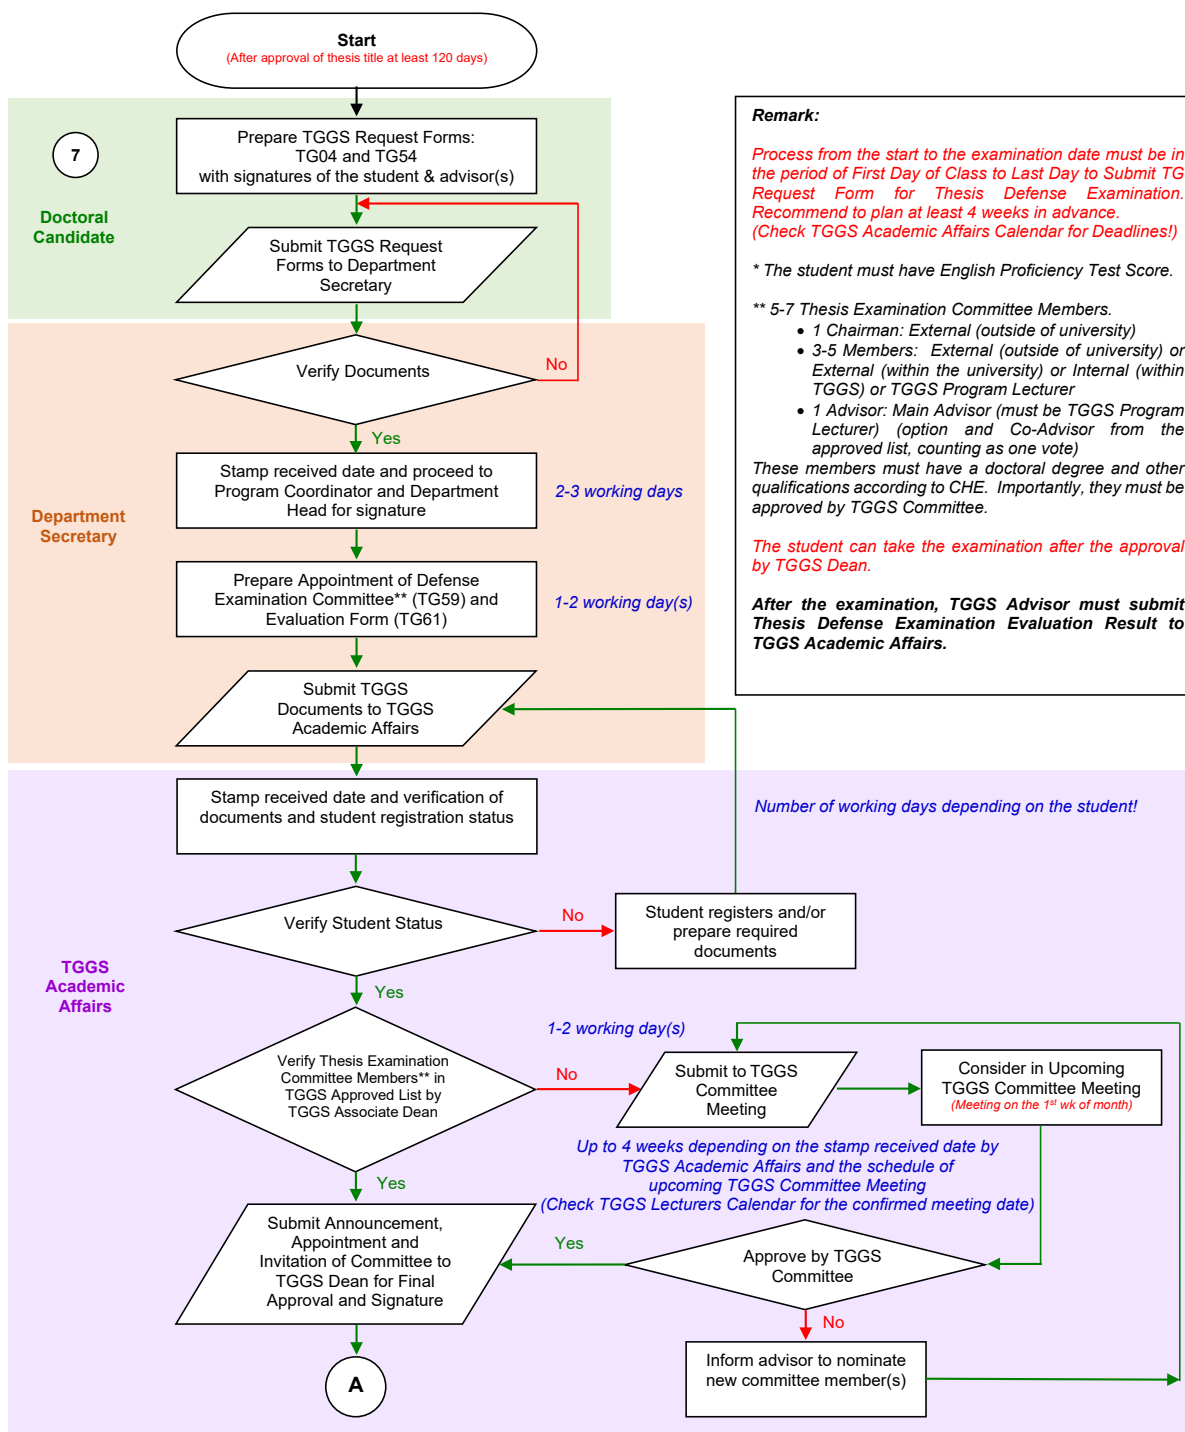 Start
(After approval of thesis title at least 120 days)
7
Doctoral
Candidate
Prepare TGGS Request Forms:
TG04 and TG54
with signatures of the student & advisor(s)
Submit TGGS Request
Forms to Department
Secretary
Remark:
Process from the start to the examination date must be in
the period of First Day of Class to Last Day to Submit TG
Request Form for Thesis Defense Examination.
Recommend to plan at least 4 weeks in advance.
(Check TGGS Academic Affairs Calendar for Deadlines!)
* The student must have English Proficiency Test Score.
** 5-7 Thesis Examination Committee Members.
• 1 Chairman: External (outside of university)
• 3-5 Members: External (outside of university) or
External (within the university) or Internal (within
TGGS) or TGGS Program Lecturer
• 1 Advisor: Main Advisor (must be TGGS Program
Lecturer) (option and Co-Advisor from the
approved list, counting as one vote)
These members must have a doctoral degree and other
qualifications according to CHE. Importantly, they must be
approved by TGGS Committee.
The student can take the examination after the approval
by TGGS Dean.
After the examination, TGGS Advisor must submit
Thesis Defense Examination Evaluation Result to
TGGS Academic Affairs.
Department
Secretary
Verify Documents
No
Yes
Stamp received date and proceed to
Program Coordinator and Department
Head for signature
2-3 working days
Prepare Appointment of Defense
Examination Committee** (TG59) and
Evaluation Form (TG61)
1-2 working day(s)
Submit TGGS
Documents to TGGS
Academic Affairs
TGGS
Academic
Affairs
Stamp received date and verification of
documents and student registration status
Number of working days depending on the student!
Verify Student Status
No
Student registers and/or
prepare required
documents
Yes
Verify Thesis Examination
Committee Members** in
TGGS Approved List by
TGGS Associate Dean
No
1-2 working day(s)
Submit to TGGS
Committee
Meeting
Consider in Upcoming
TGGS Committee Meeting
(Meeting on the 1st wk of month)
Up to 4 weeks depending on the stamp received date by
TGGS Academic Affairs and the schedule of
upcoming TGGS Committee Meeting
(Check TGGS Lecturers Calendar for the confirmed meeting date)
Yes
Submit Announcement,
Appointment and
Invitation of Committee to
TGGS Dean for Final
Approval and Signature
Yes
Approve by TGGS
Committee
No
Inform advisor to nominate
new committee member(s)
A